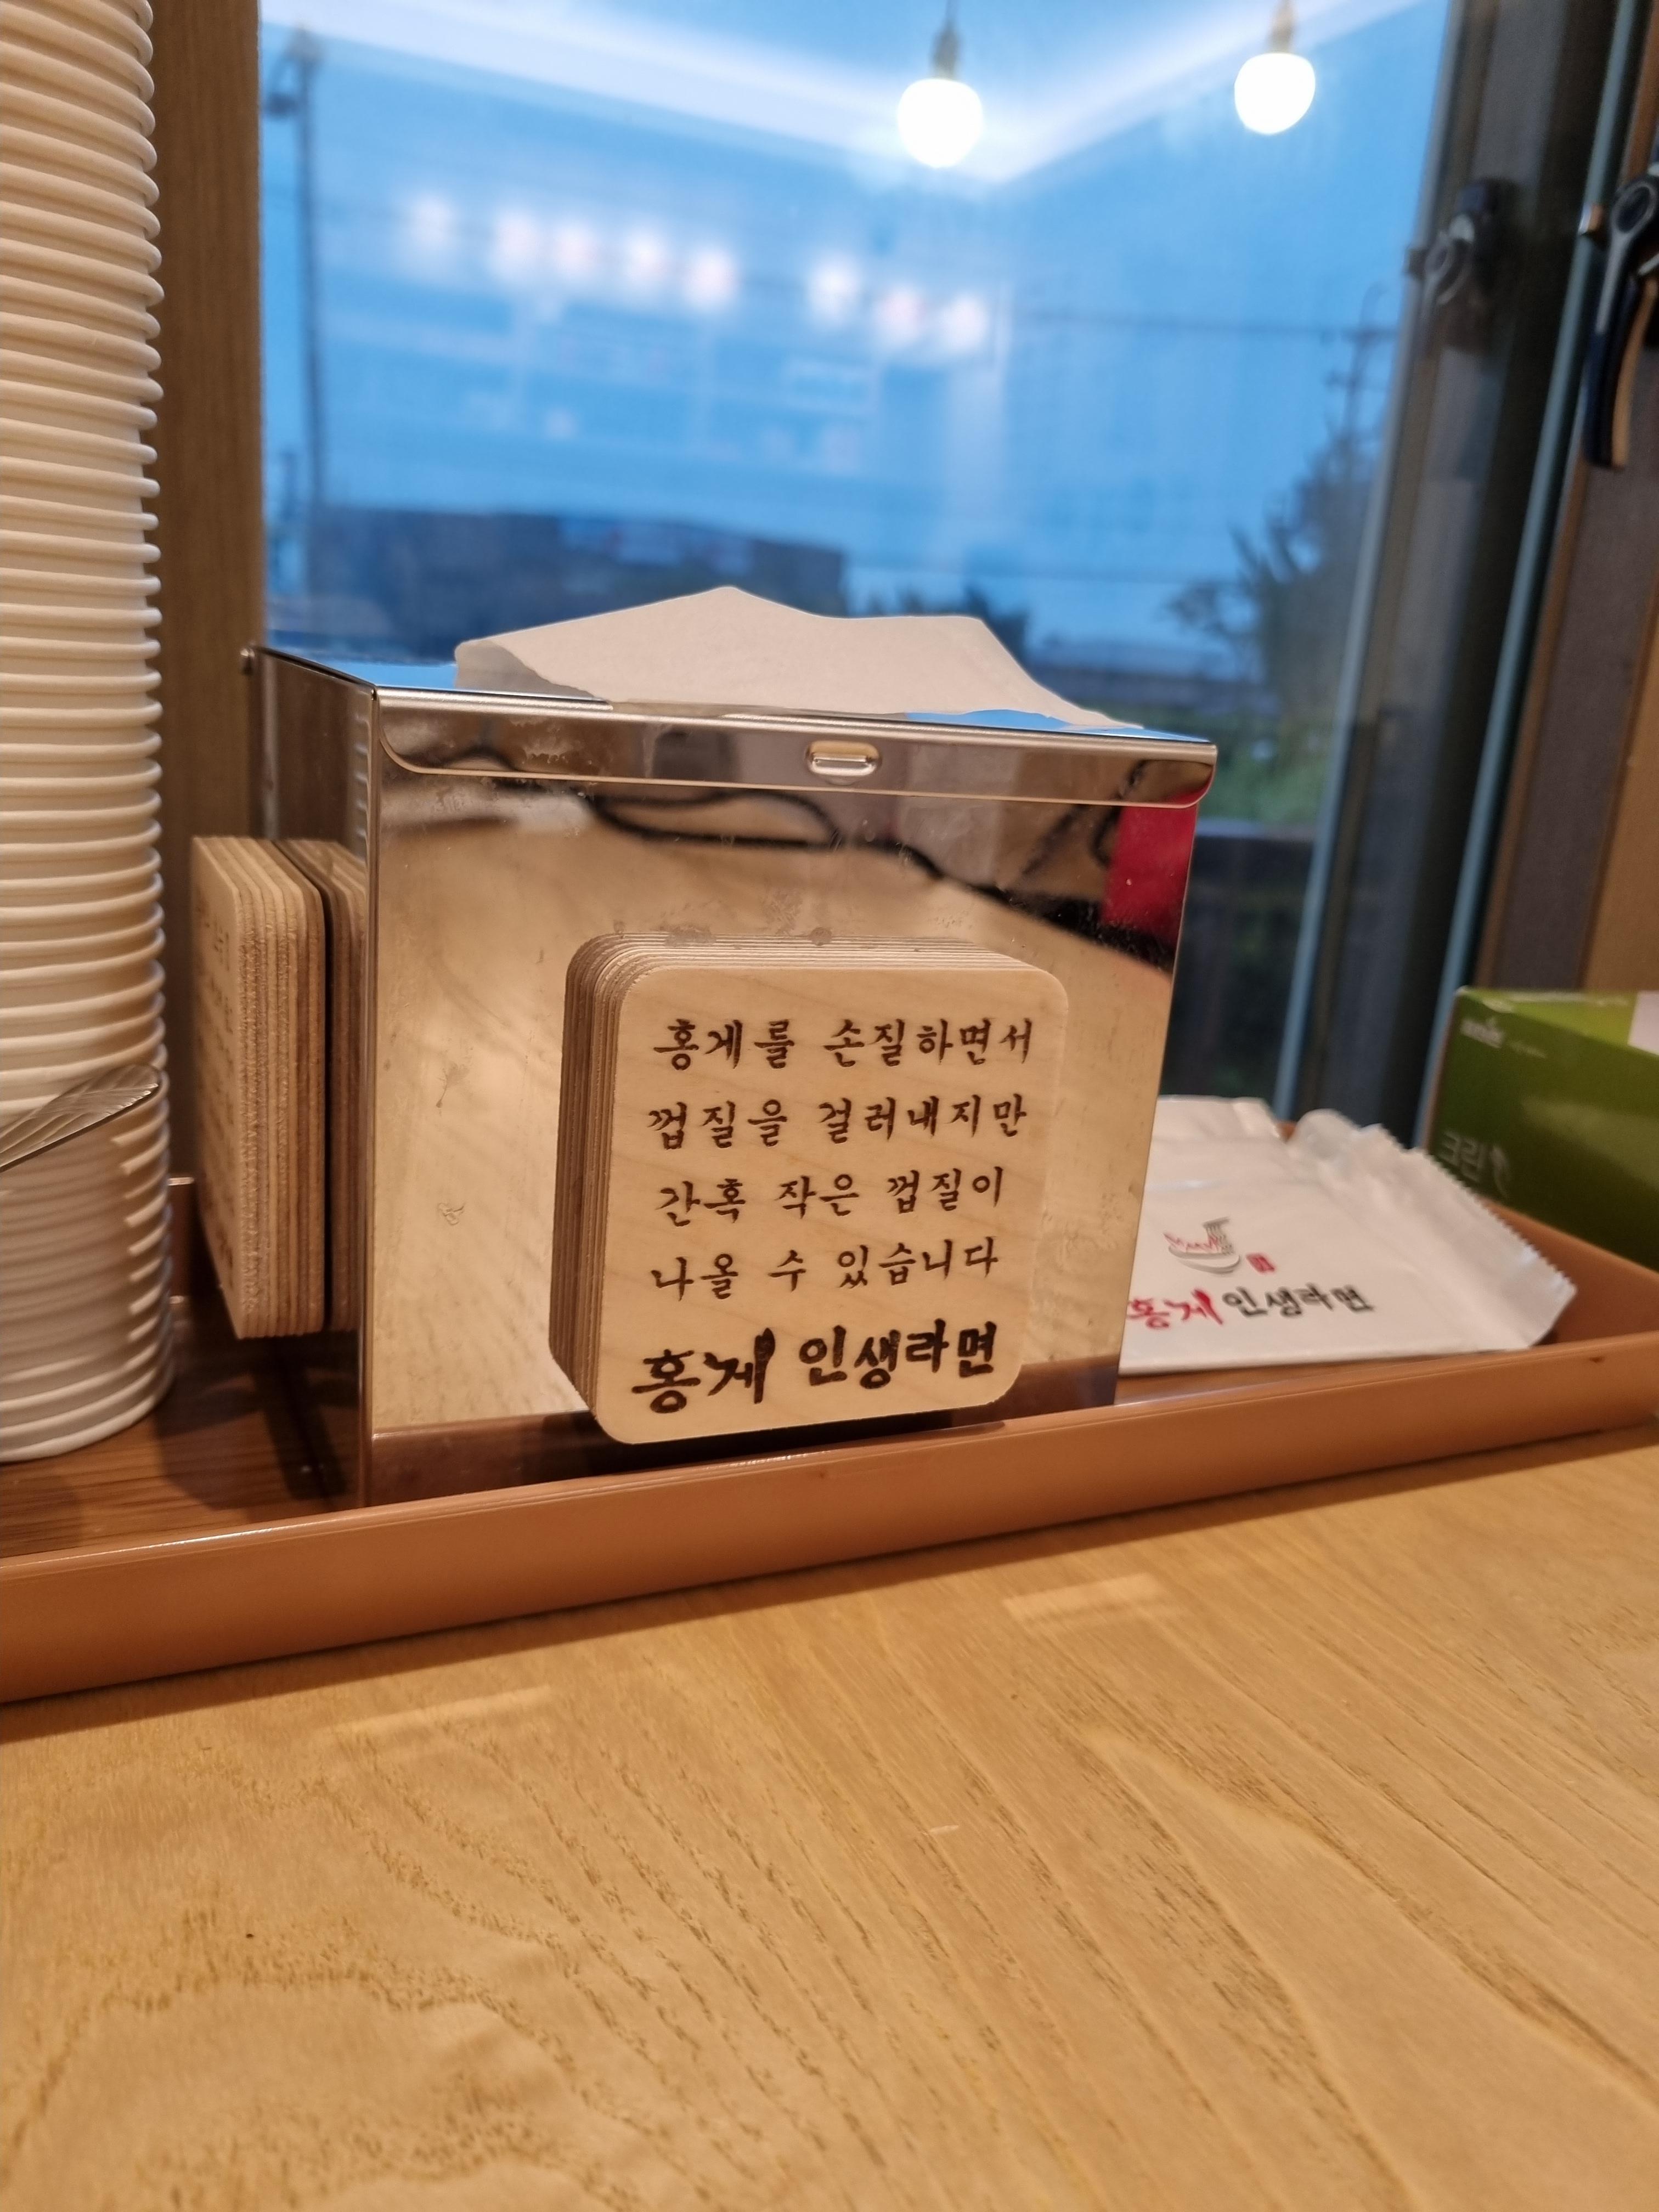 홍게를 손질하면서
껍질을 걸러내지만
간혹 작은 껍질이
나올 수 있습니다
홍게 인생라면
홍게 인생라면
크린